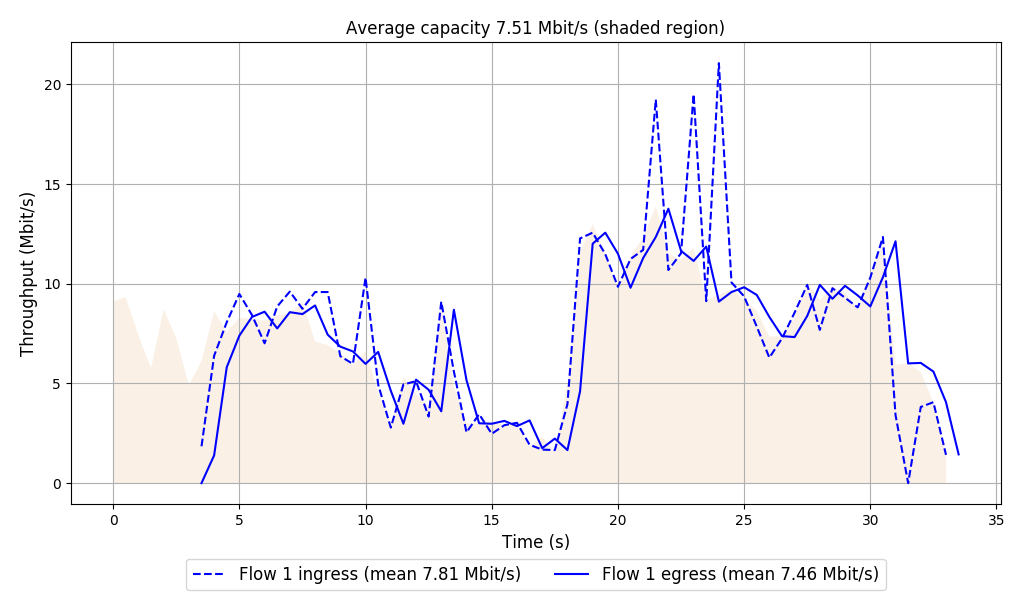 Average capacity 7.51 Mbit/s (shaded region)
20
15
10
5
0
Throughput (Mbit/s)
0 5 10 15 20 25 30 35
Time (s)
Flow 1 ingress (mean 7.81 Mbit/s) Flow 1 egress (mean 7.46 Mbit/s)